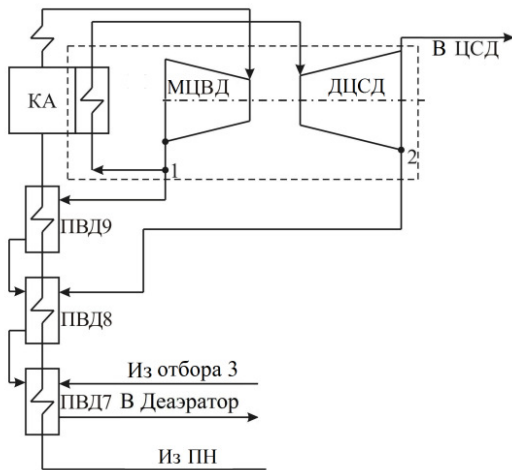 В ЦСД
КА
МЦВД
ДЦСД
1
2
ПВД9
ПВД8
Из отбора 3
ПВД7
В Деаэратор
Из ПН